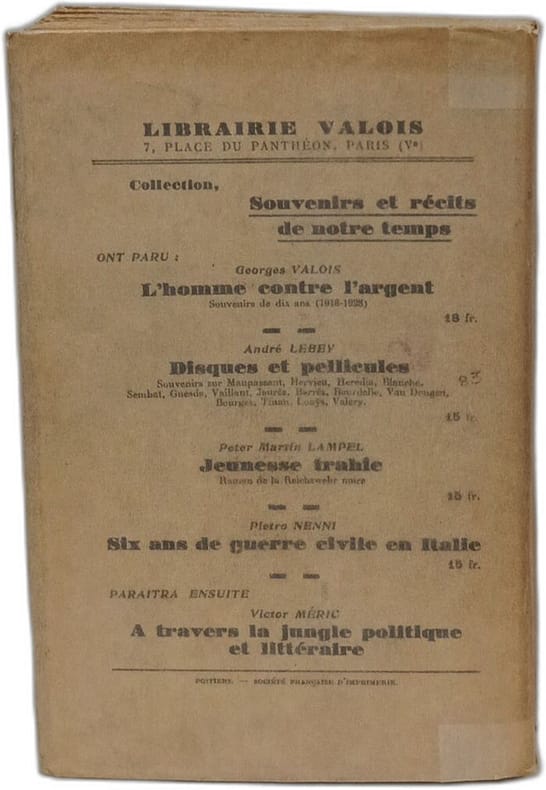 LIBRAIRIE VALOIS
7, PLACE DU PANTHÉON, PARIS (Vᵉ)
Collection,
Souvenirs et récits
de notre temps
ONT PARU :
Georges VALOIS
L'homme contre l'argent
Souvenirs de dix ans (1918-1928)
18 fr.
André LEBEY
Disques et pellicules
Souvenirs sur Maupassant, Hervieu, Heredia, Blanche,
Sembat, Guesde, Vaillant, Jaurès, Barrès, Bourdelle, Van Dongen,
Bourges, Tinan, Louÿs, Valery.
15 fr.
Peter Martin LAMPEL
Jeunesse trahie
Roman de la Reichswehr noire
15 fr.
Pietro NENNI
Six ans de guerre civile en Italie
15 fr.
PARAITRA ENSUITE
Victor MÉRIC
A travers la jungle politique
et littéraire
POITIERS. — SOCIÉTÉ FRANÇAISE D'IMPRIMERIE.